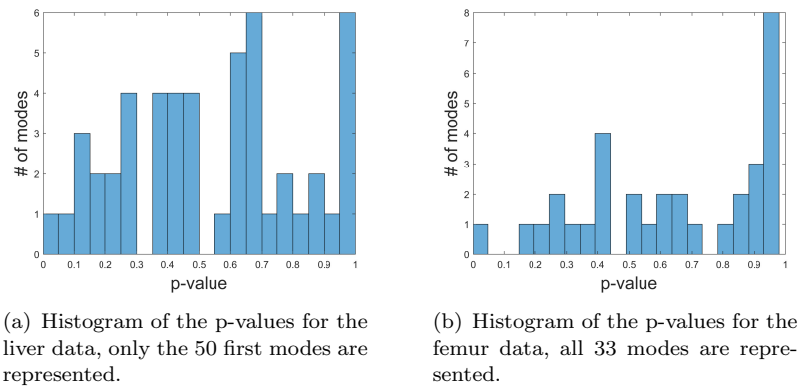 6
5
4
3
2
1
0
# of modes
0 0.1 0.2 0.3 0.4 0.5 0.6 0.7 0.8 0.9 1
p-value
8
7
6
5
4
3
2
1
0
# of modes
0 0.1 0.2 0.3 0.4 0.5 0.6 0.7 0.8 0.9 1
p-value
(a) Histogram of the p-values for the
liver data, only the 50 first modes are
represented.
(b) Histogram of the p-values for the
femur data, all 33 modes are repre-
sented.